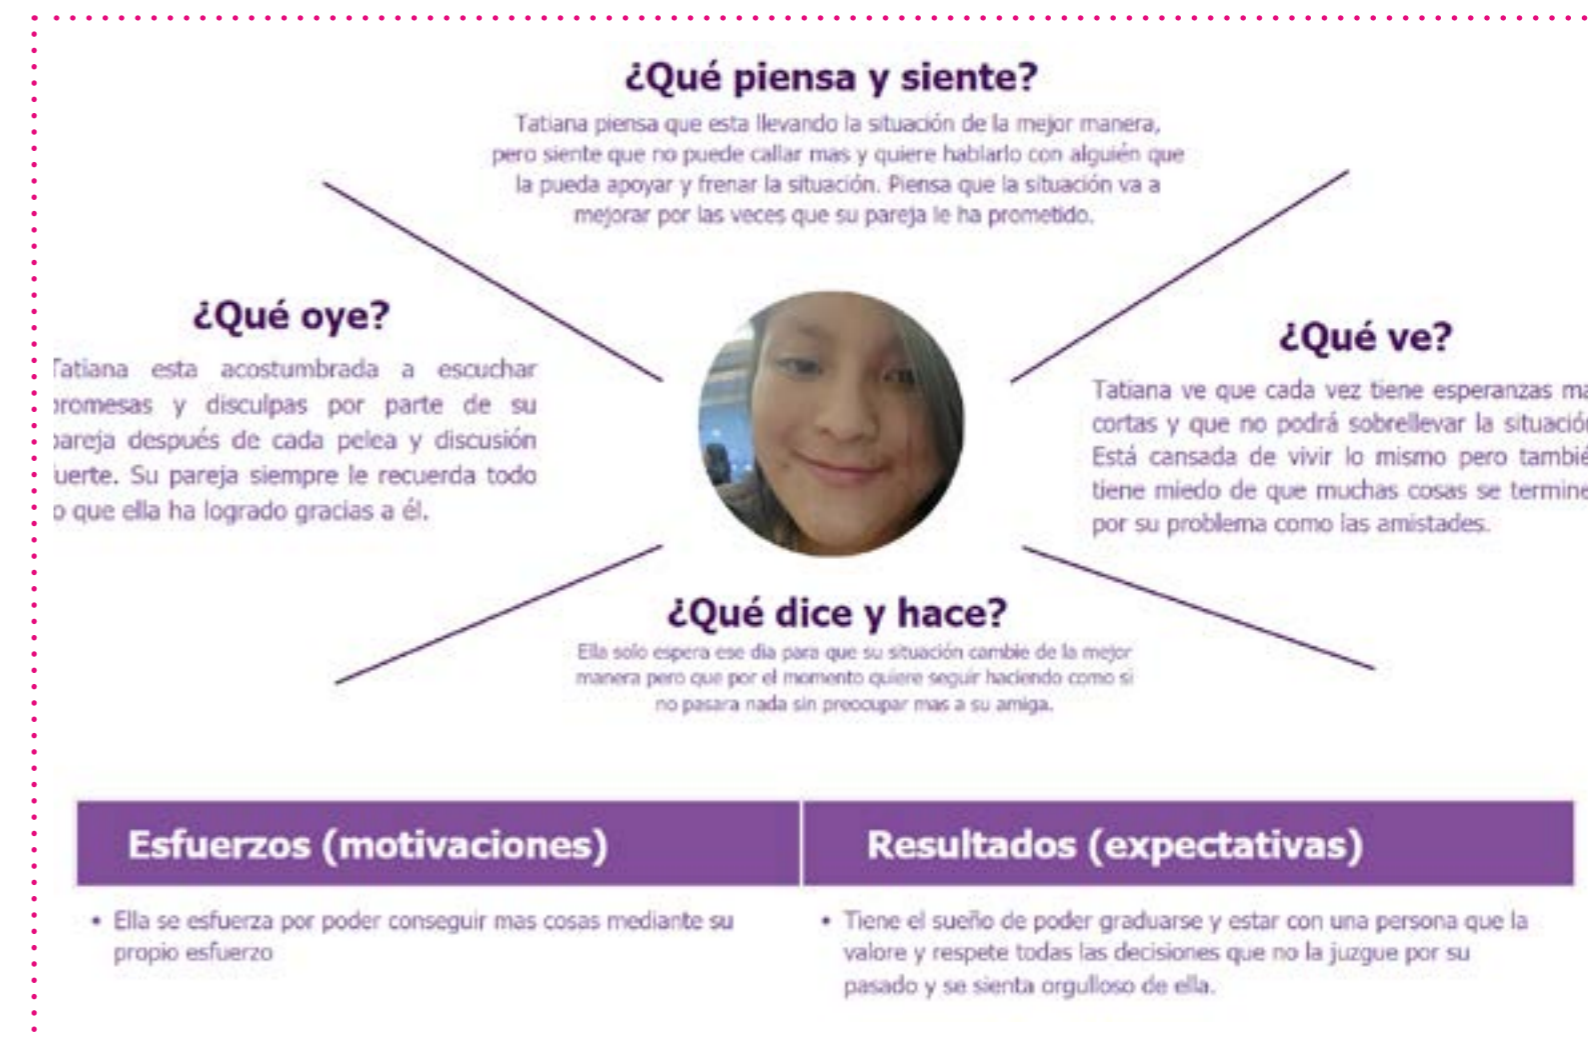 ¿Qué piensa y siente?
Tatiana piensa que esta llevando la situación de la mejor manera,
pero siente que no puede callar mas y quiere hablarlo con alguién que
la pueda apoyar y frenar la situación. Piensa que la situación va a
mejorar por las veces que su pareja le ha prometido.
¿Qué oye?
Tatiana esta acostumbrada a escuchar
promesas y disculpas por parte de su
pareja después de cada pelea y discusión
fuerte. Su pareja siempre le recuerda todo
o que ella ha logrado gracias a él.
¿Qué ve?
Tatiana ve que cada vez tiene esperanzas ma
cortas y que no podrá sobrellevar la situación
Está cansada de vivir lo mismo pero tambié
tiene miedo de que muchas cosas se termine
por su problema como las amistades.
¿Qué dice y hace?
Ella solo espera ese dia para que su situación cambie de la mejor
manera pero que por el momento quiere seguir haciendo como si
no pasara nada sin preocupar mas a su amiga.
Esfuerzos (motivaciones)
• Ella se esfuerza por poder conseguir mas cosas mediante su
propio esfuerzo
Resultados (expectativas)
• Tiene el sueño de poder graduarse y estar con una persona que la
valore y respete todas las decisiones que no la juzgue por su
pasado y se sienta orgulloso de ella.